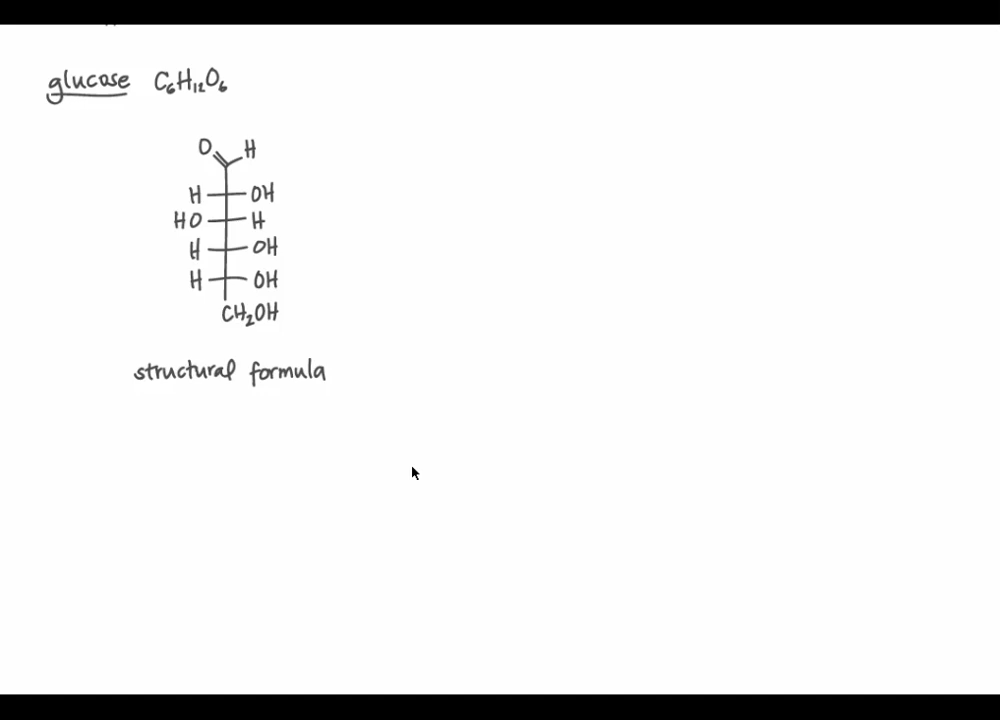 glucose C₆H₁₂O₆
O H
H OH
HO H
H OH
H OH
CH₂OH
structural formula